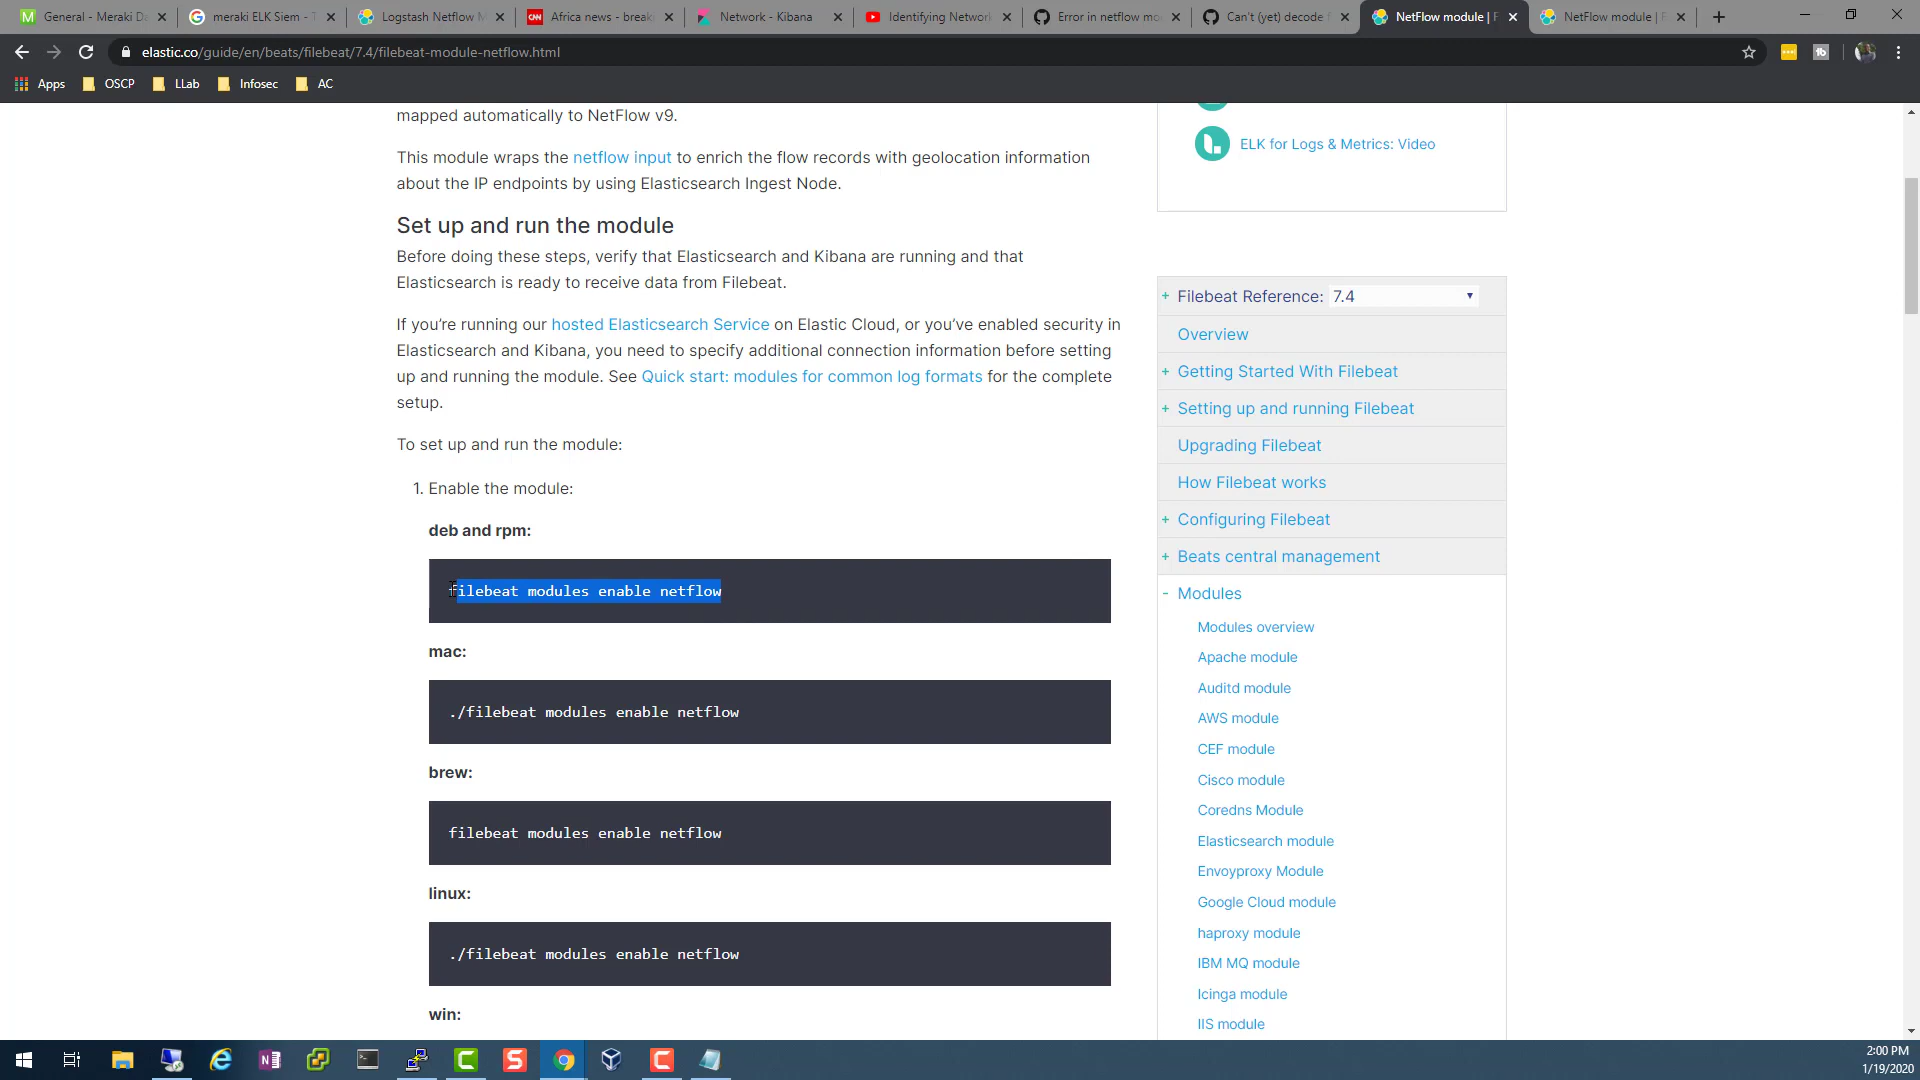 General - Meraki Da
meraki ELK Siem - T
Logstash Netflow M
Africa news - break
Network - Kibana
Identifying Network
Error in netflow mo
Can't (yet) decode f
NetFlow module | F
NetFlow module | F
elastic.co/guide/en/beats/filebeat/7.4/filebeat-module-netflow.html
Apps
OSCP
LLab
Infosec
AC
mapped automatically to NetFlow v9.
This module wraps the netflow input to enrich the flow records with geolocation information
about the IP endpoints by using Elasticsearch Ingest Node.
Set up and run the module
Before doing these steps, verify that Elasticsearch and Kibana are running and that
Elasticsearch is ready to receive data from Filebeat.
If you’re running our hosted Elasticsearch Service on Elastic Cloud, or you’ve enabled security in
Elasticsearch and Kibana, you need to specify additional connection information before setting
up and running the module. See Quick start: modules for common log formats for the complete
setup.
To set up and run the module:
1. Enable the module:
deb and rpm:
filebeat modules enable netflow
mac:
./filebeat modules enable netflow
brew:
filebeat modules enable netflow
linux:
./filebeat modules enable netflow
win:
ELK for Logs & Metrics: Video
+ Filebeat Reference: 7.4
Overview
+ Getting Started With Filebeat
+ Setting up and running Filebeat
Upgrading Filebeat
How Filebeat works
+ Configuring Filebeat
+ Beats central management
- Modules
Modules overview
Apache module
Auditd module
AWS module
CEF module
Cisco module
Coredns Module
Elasticsearch module
Envoyproxy Module
Google Cloud module
haproxy module
IBM MQ module
Icinga module
IIS module
2:00 PM
1/19/2020